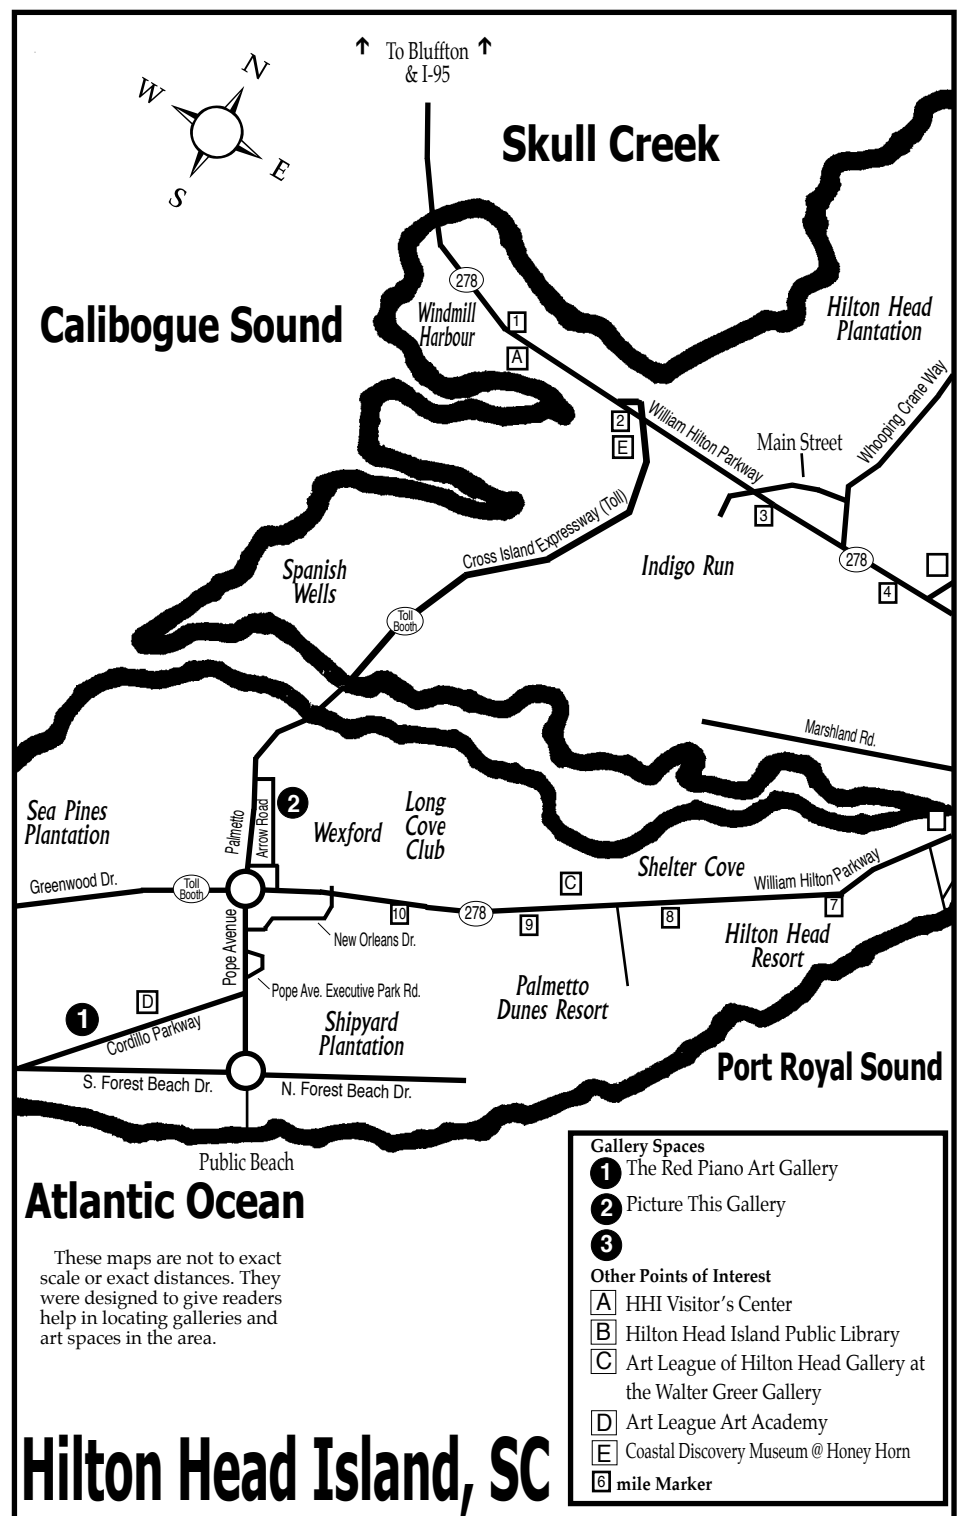 To Bluffton
& I-95
N
W
E
S
Skull Creek
278
Windmill
Harbour
Calibogue Sound
1
A
Hilton Head
Plantation
Whooping Crane Way
2
E
William Hilton Parkway
Main Street
3
Cross Island Expressway (Toll)
Indigo Run
278
4
Spanish
Wells
Toll
Booth
Marshland Rd.
Sea Pines
Plantation
Palmetto
Arrow Road
2
Wexford
Long
Cove
Club
Shelter Cove
William Hilton Parkway
Greenwood Dr.
Toll
Booth
C
10
278
9
8
7
New Orleans Dr.
Pope Avenue
Hilton Head
Resort
Pope Ave. Executive Park Rd.
Palmetto
Dunes Resort
D
1
Cordillo Parkway
Shipyard
Plantation
Port Royal Sound
S. Forest Beach Dr.
N. Forest Beach Dr.
Public Beach
Atlantic Ocean
These maps are not to exact
scale or exact distances. They
were designed to give readers
help in locating galleries and
art spaces in the area.
Gallery Spaces
1 The Red Piano Art Gallery
2 Picture This Gallery
3
Other Points of Interest
A HHI Visitor's Center
B Hilton Head Island Public Library
C Art League of Hilton Head Gallery at
the Walter Greer Gallery
D Art League Art Academy
E Coastal Discovery Museum @ Honey Horn
6 mile Marker
Hilton Head Island, SC